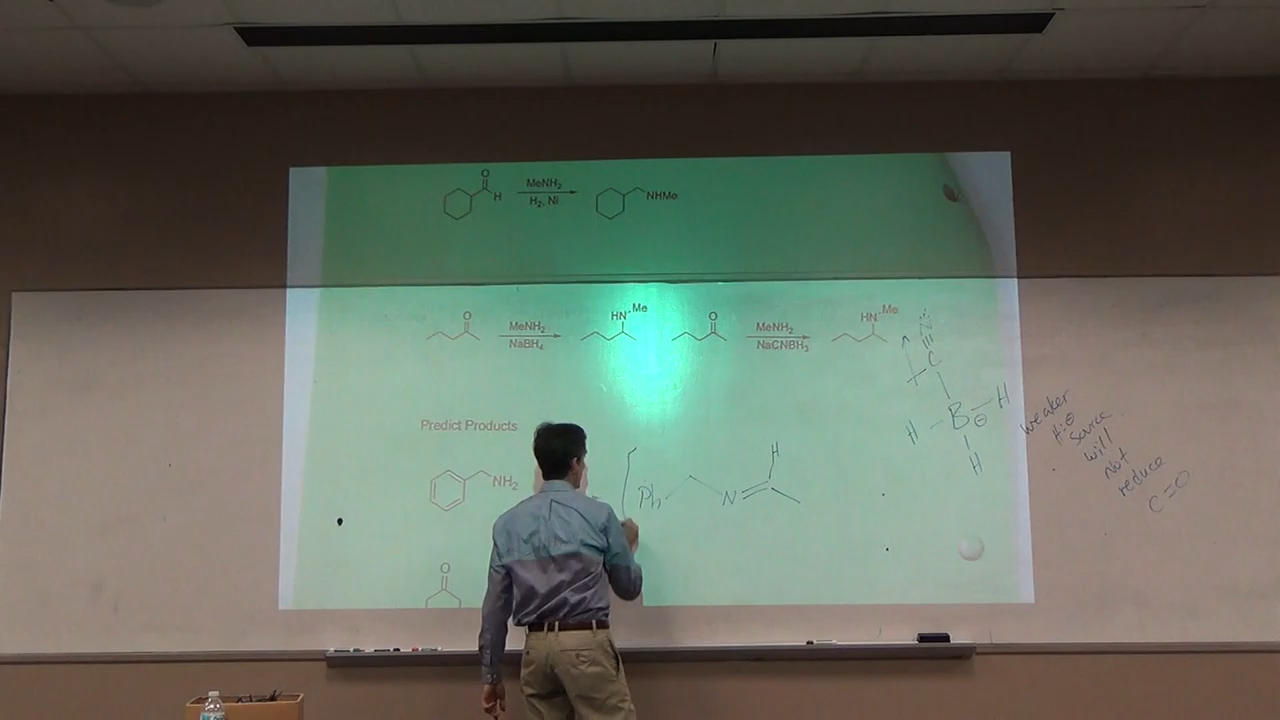 O
H
MeNH2
H2, Ni
NHMe
O
MeNH2
NaBH4
HN Me
O
MeNH2
NaCNBH3
HN Me
N
C
B
H
H
H
⊖
weaker
H:⊖
source
will
Not
reduce
C=O
Predict Products
NH2
Ph
N
H
O